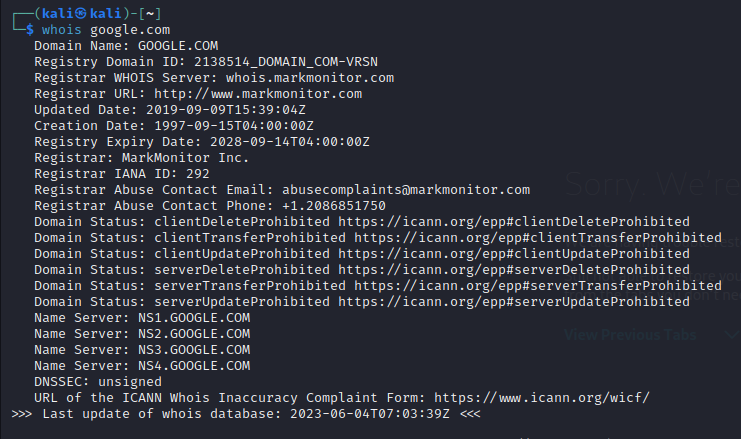 ┌──(kali㉿kali)-[~]
└─$ whois google.com
Domain Name: GOOGLE.COM
Registry Domain ID: 2138514_DOMAIN_COM-VRSN
Registrar WHOIS Server: whois.markmonitor.com
Registrar URL: http://www.markmonitor.com
Updated Date: 2019-09-09T15:39:04Z
Creation Date: 1997-09-15T04:00:00Z
Registry Expiry Date: 2028-09-14T04:00:00Z
Registrar: MarkMonitor Inc.
Registrar IANA ID: 292
Registrar Abuse Contact Email: abusecomplaints@markmonitor.com
Registrar Abuse Contact Phone: +1.2086851750
Domain Status: clientDeleteProhibited https://icann.org/epp#clientDeleteProhibited
Domain Status: clientTransferProhibited https://icann.org/epp#clientTransferProhibited
Domain Status: clientUpdateProhibited https://icann.org/epp#clientUpdateProhibited
Domain Status: serverDeleteProhibited https://icann.org/epp#serverDeleteProhibited
Domain Status: serverTransferProhibited https://icann.org/epp#serverTransferProhibited
Domain Status: serverUpdateProhibited https://icann.org/epp#serverUpdateProhibited
Name Server: NS1.GOOGLE.COM
Name Server: NS2.GOOGLE.COM
Name Server: NS3.GOOGLE.COM
Name Server: NS4.GOOGLE.COM
DNSSEC: unsigned
URL of the ICANN Whois Inaccuracy Complaint Form: https://www.icann.org/wicf/
>>> Last update of whois database: 2023-06-04T07:03:39Z <<<
Sorry. We're
View Previous Tabs